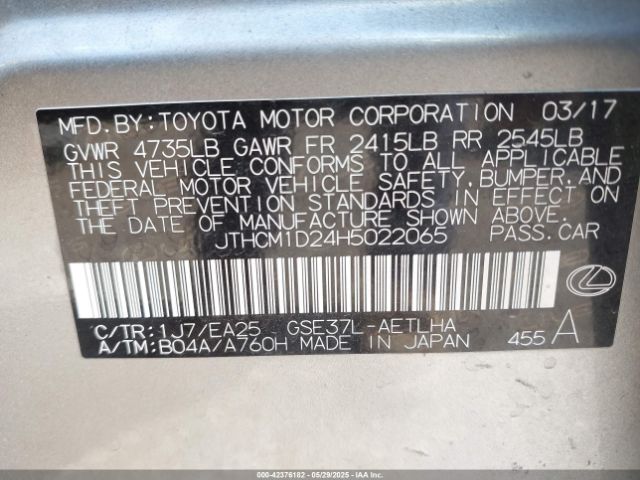 MFD.BY:TOYOTA MOTOR CORPORATION 03/17
GVWR 4735LB GAWR FR 2415LB RR 2545LB
THIS VEHICLE CONFORMS TO ALL APPLICABLE
FEDERAL MOTOR VEHICLE SAFETY, BUMPER, AND
THEFT PREVENTION STANDARDS IN EFFECT ON
THE DATE OF MANUFACTURE SHOWN ABOVE.
JTHCM1D24H5022065 PASS.CAR
C/TR:1J7/EA25 GSE37L-AETLHA
A/TM:B04A/A760H MADE IN JAPAN 455 A
000-42376182 - 05/29/2025 - IAA Inc.